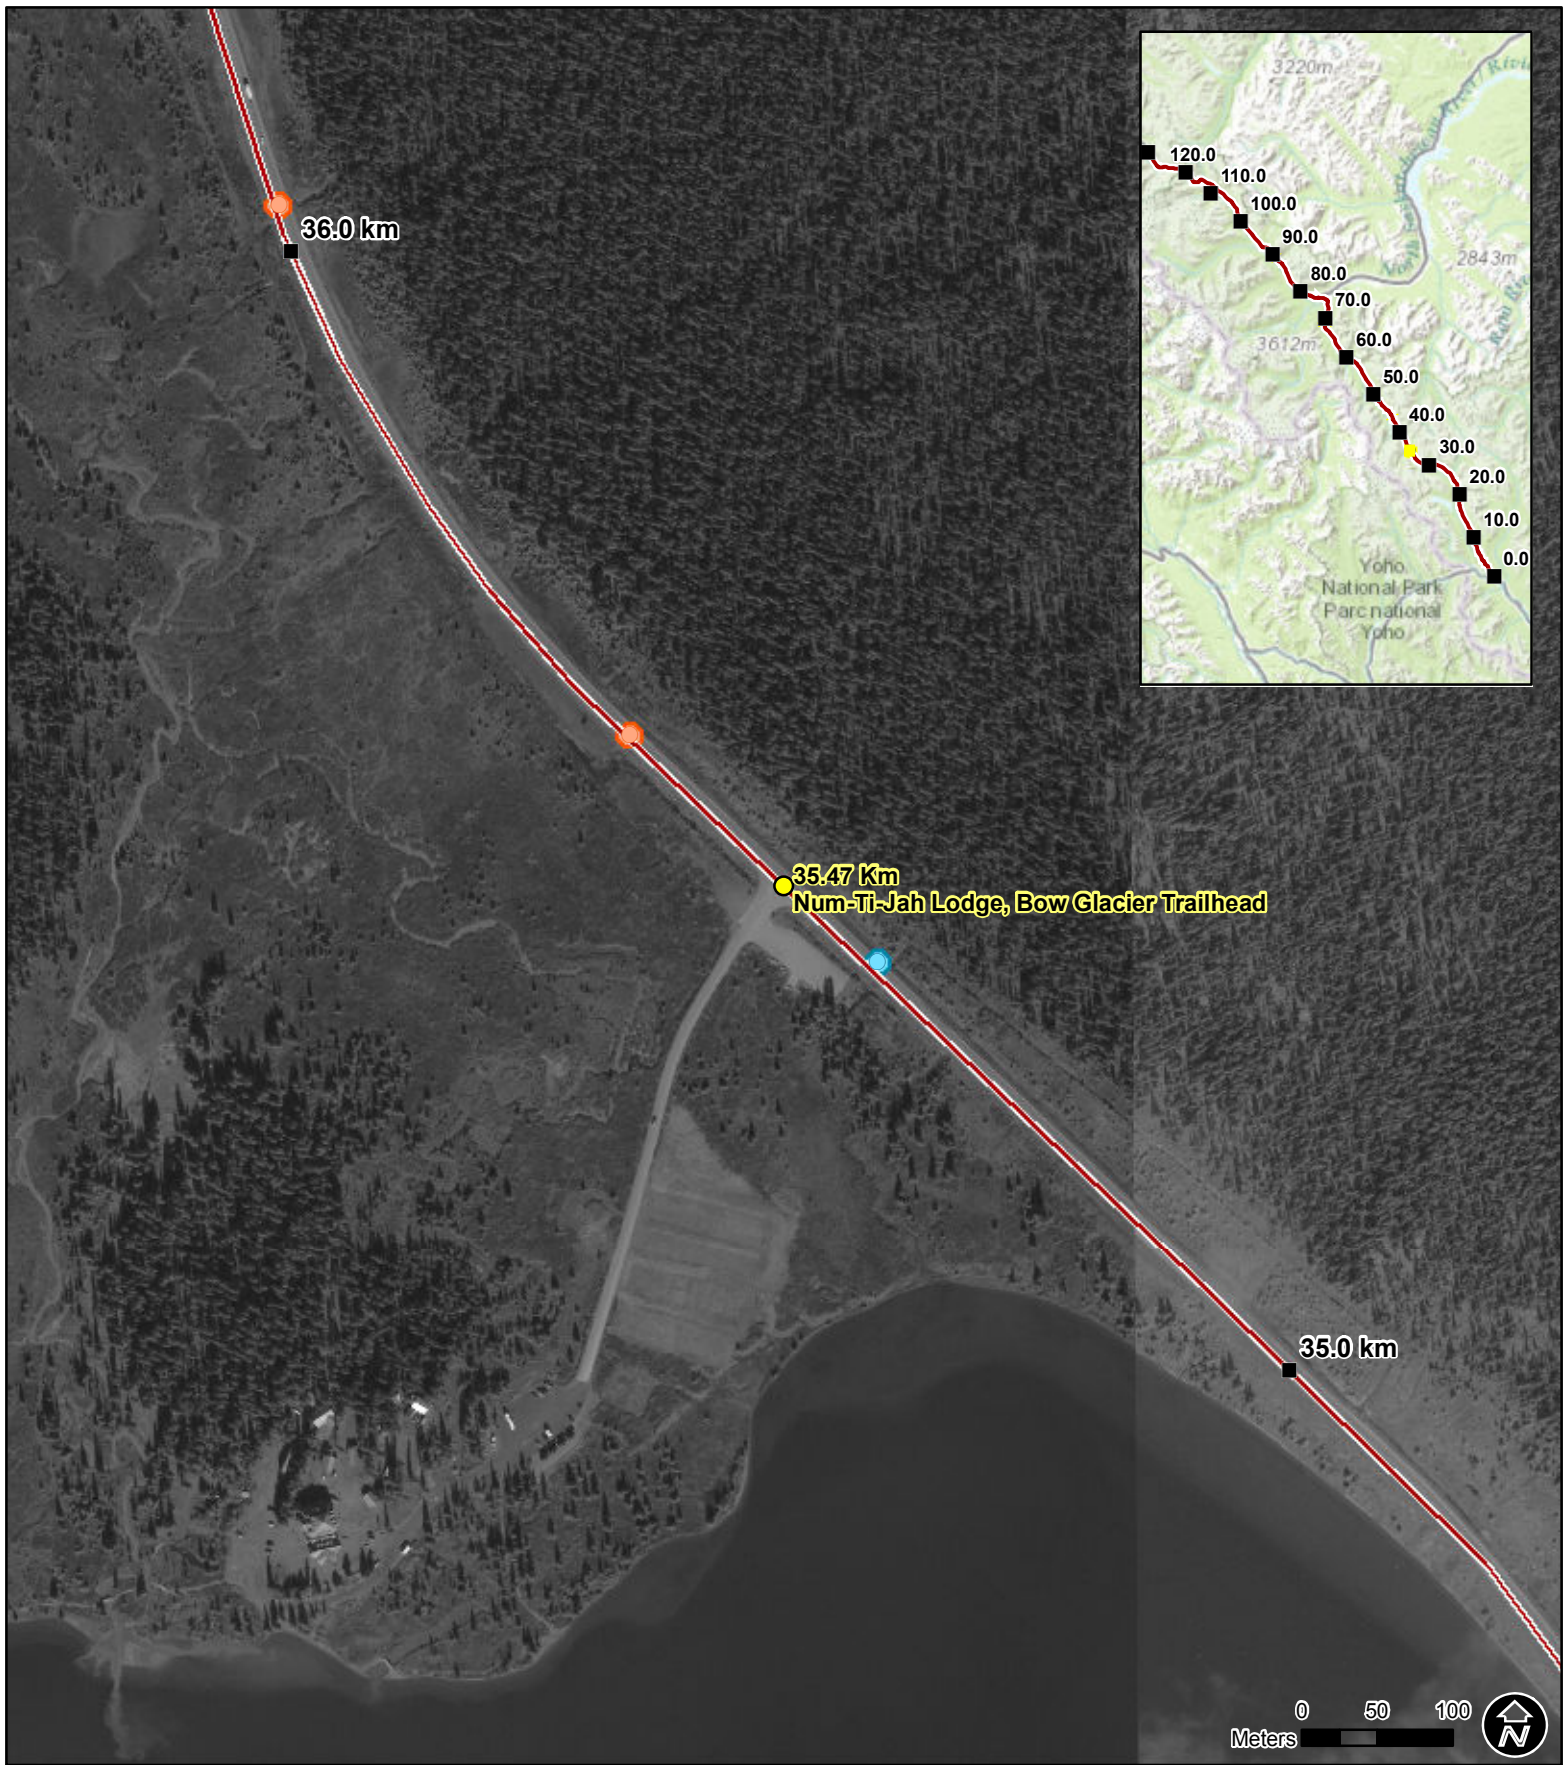 36.0 km
35.47 Km
Num-Ti-Jah Lodge, Bow Glacier Trailhead
35.0 km
3220m
120.0
110.0
100.0
90.0
2843m
80.0
70.0
3612m
60.0
50.0
40.0
30.0
20.0
10.0
0.0
Yoho
National Park
Parc national
Yoho
0 50 100
Meters
N